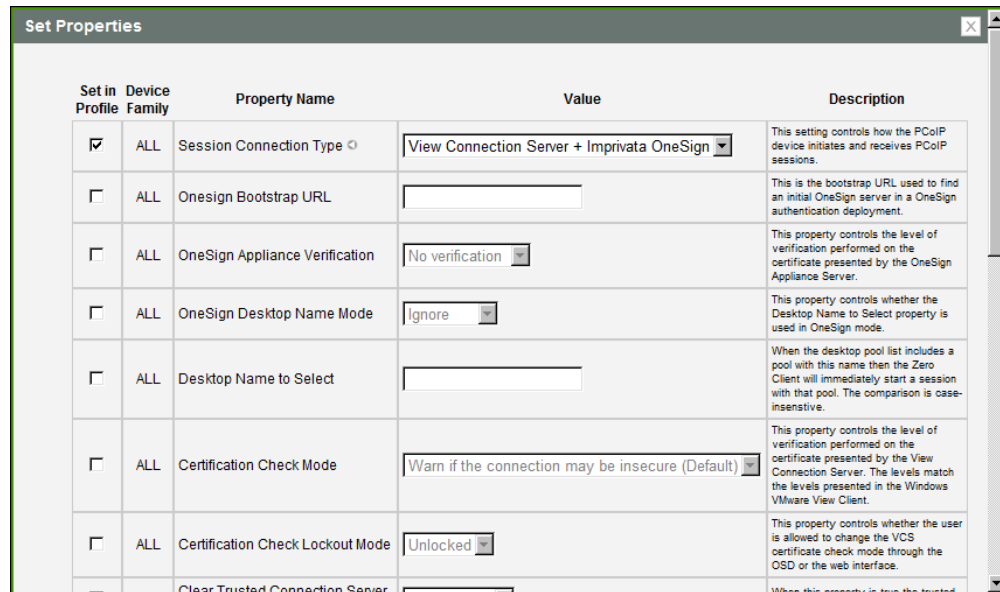 Set Properties
X
Set in Profile
Device Family
Property Name
Value
Description
ALL
Session Connection Type
View Connection Server + Imprivata OneSign
This setting controls how the PCoIP
device initiates and receives PCoIP
sessions.
ALL
Onesign Bootstrap URL
This is the bootstrap URL used to find
an initial OneSign server in a OneSign
authentication deployment.
ALL
OneSign Appliance Verification
No verification
This property controls the level of
verification performed on the
certificate presented by the OneSign
Appliance Server.
ALL
OneSign Desktop Name Mode
Ignore
This property controls whether the
Desktop Name to Select property is
used in OneSign mode.
ALL
Desktop Name to Select
When the desktop pool list includes a
pool with this name then the Zero
Client will immediately start a session
with that pool. The comparison is case-
insenstive.
ALL
Certification Check Mode
Warn if the connection may be insecure (Default)
This property controls the level of
verification performed on the
certificate presented by the View
Connection Server. The levels match
the levels presented in the Windows
VMware View Client.
ALL
Certification Check Lockout Mode
Unlocked
This property controls whether the user
is allowed to change the VCS
certificate check mode through the
OSD or the web interface.
Clear Trusted Connection Server
When this property is true the trusted